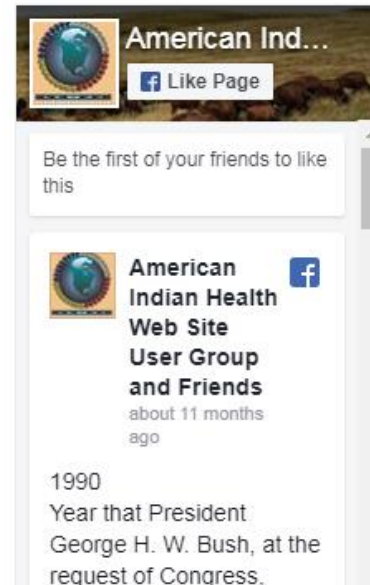 American Ind...
Like Page
Be the first of your friends to like
this
American
Indian Health
Web Site
User Group
and Friends
about 11 months
ago
1990
Year that President
George H. W. Bush, at the
request of Congress,